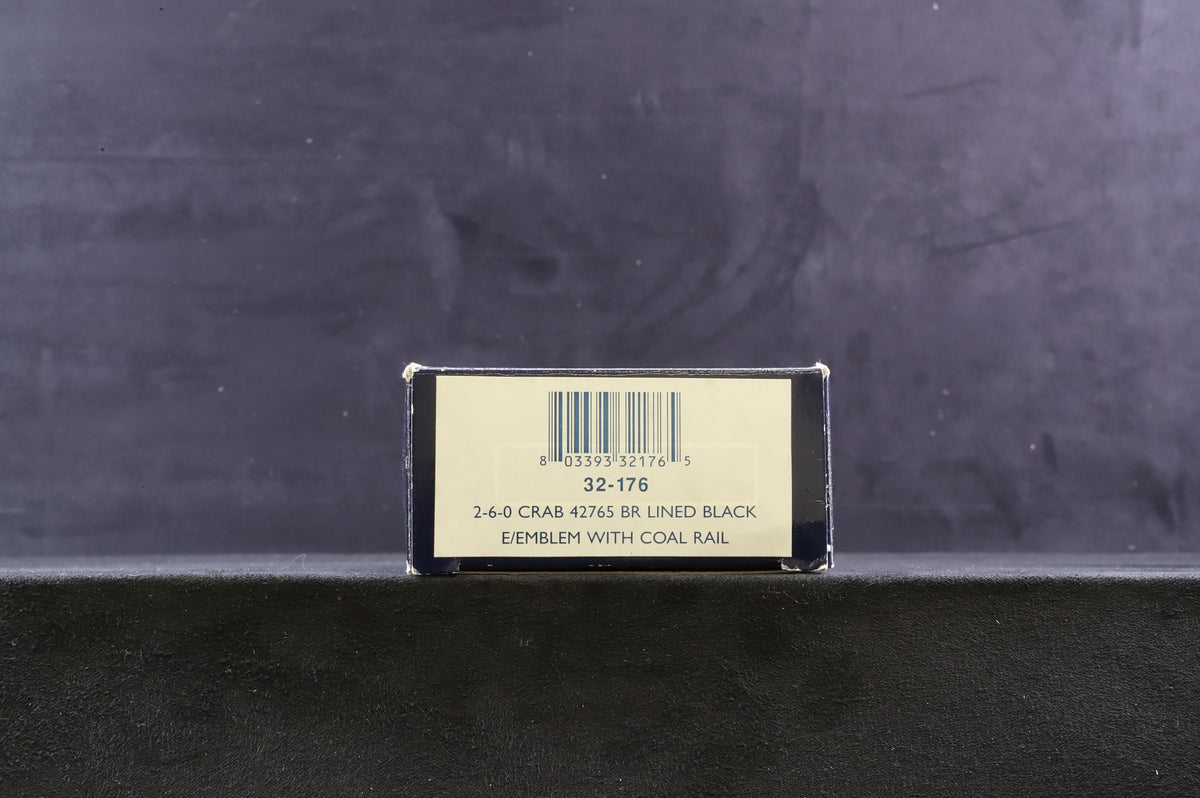 8 03393 32176 5
32-176
2-6-0 CRAB 42765 BR LINED BLACK
E/EMBLEM WITH COAL RAIL